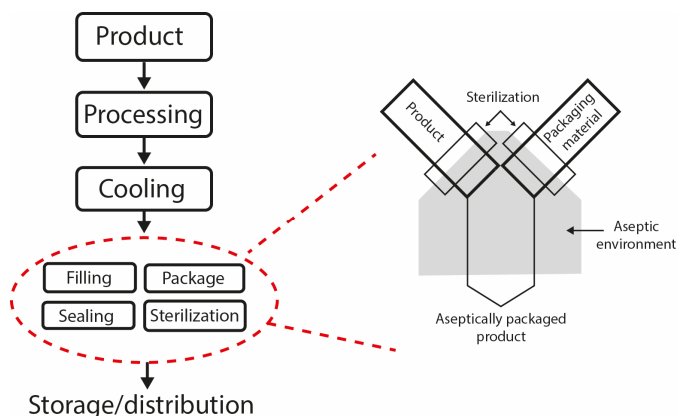 Product
Processing
Cooling
Filling
Package
Sealing
Sterilization
Storage/distribution
Sterilization
Product
Packaging
material
Aseptic
environment
Aseptically packaged
product